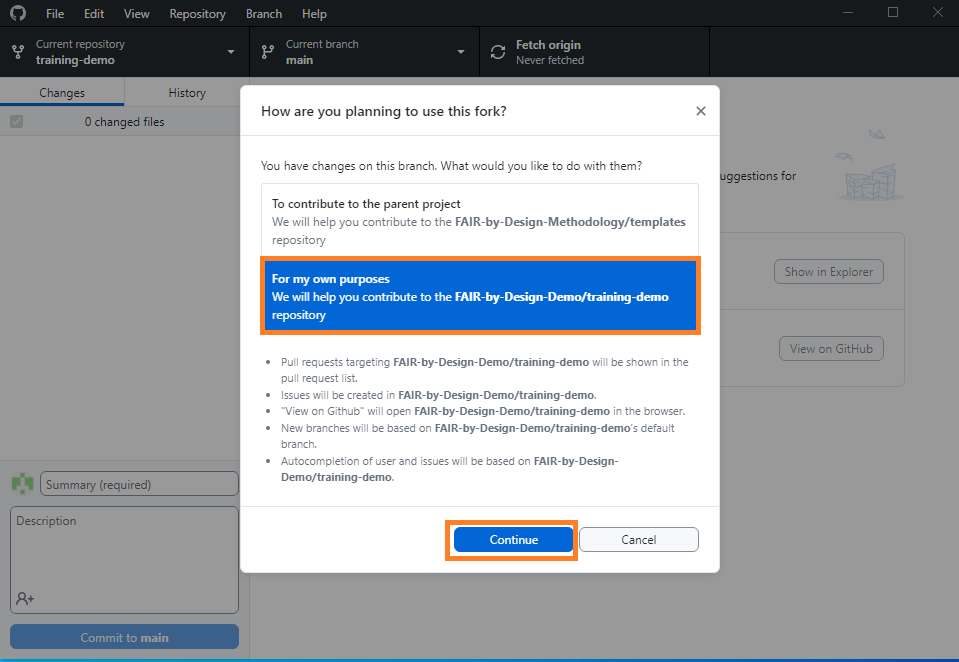 File Edit View Repository Branch Help
Current repository
training-demo
Current branch
main
Fetch origin
Never fetched
Changes
History
0 changed files
How are you planning to use this fork?
You have changes on this branch. What would you like to do with them?
To contribute to the parent project
We will help you contribute to the FAIR-by-Design-Methodology/templates
repository
For my own purposes
We will help you contribute to the FAIR-by-Design-Demo/training-demo
repository
Pull requests targeting FAIR-by-Design-Demo/training-demo will be shown in the
pull request list.
Issues will be created in FAIR-by-Design-Demo/training-demo.
"View on Github" will open FAIR-by-Design-Demo/training-demo in the browser.
New branches will be based on FAIR-by-Design-Demo/training-demo's default
branch.
Autocompletion of user and issues will be based on FAIR-by-Design-
Demo/training-demo.
Continue
Cancel
uggestions for
Show in Explorer
View on GitHub
Summary (required)
Description
Commit to main